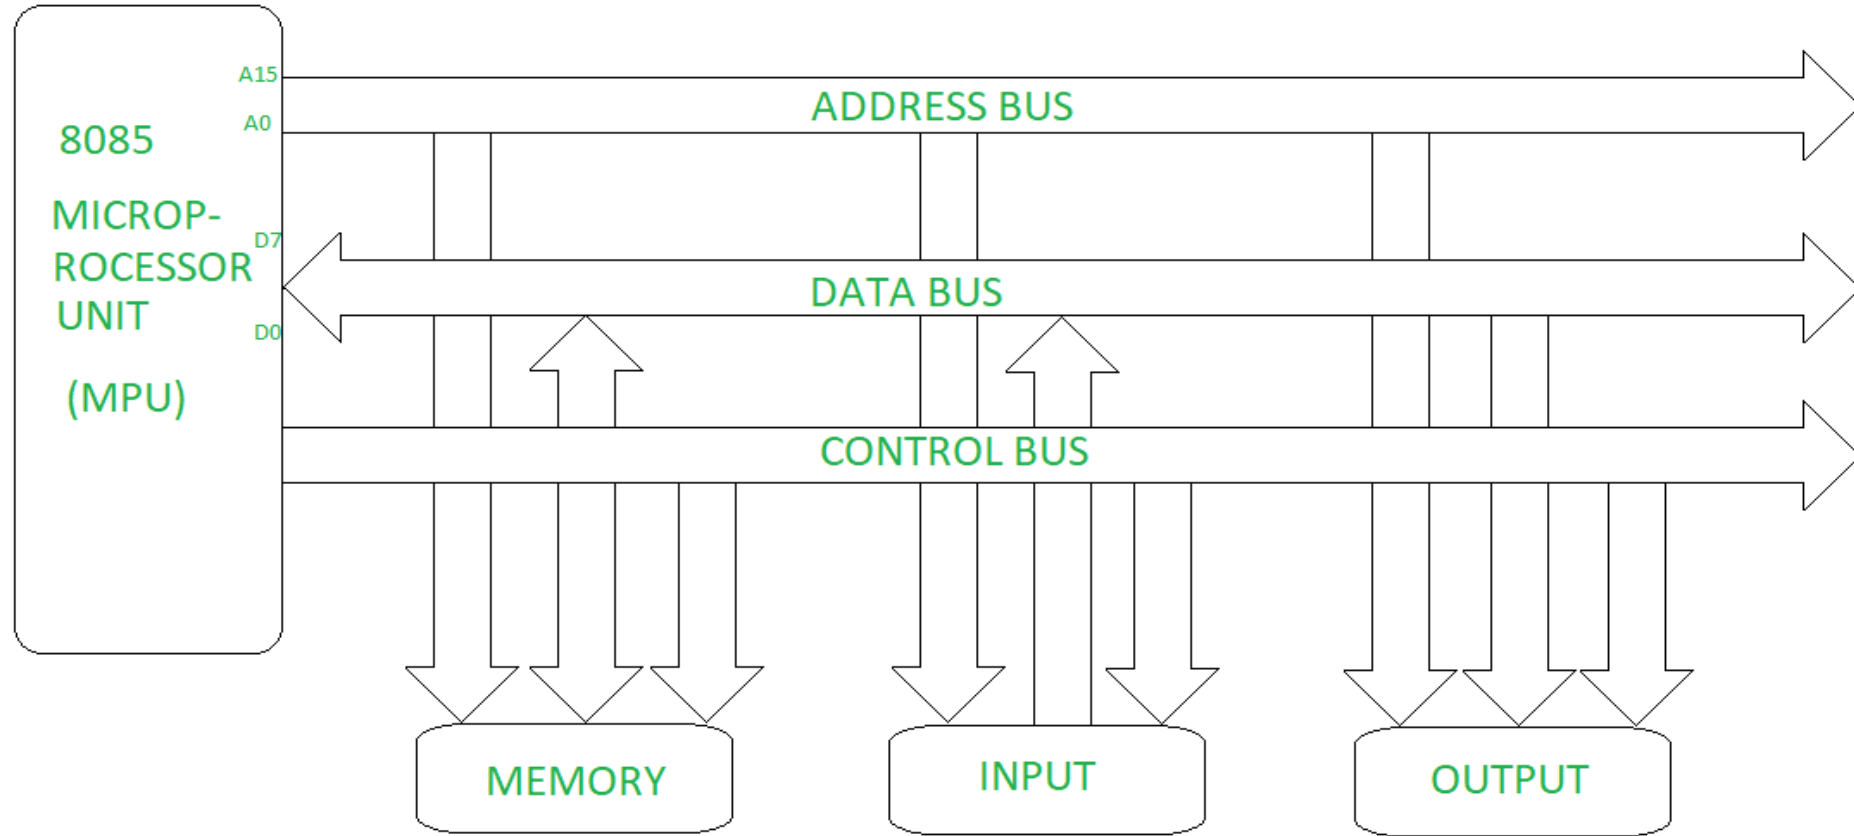 A15
ADDRESS BUS
A0
8085
MICROP-
D7
ROCESSOR
DATA BUS
UNIT
D0
(MPU)
CONTROL BUS
MEMORY
INPUT
OUTPUT